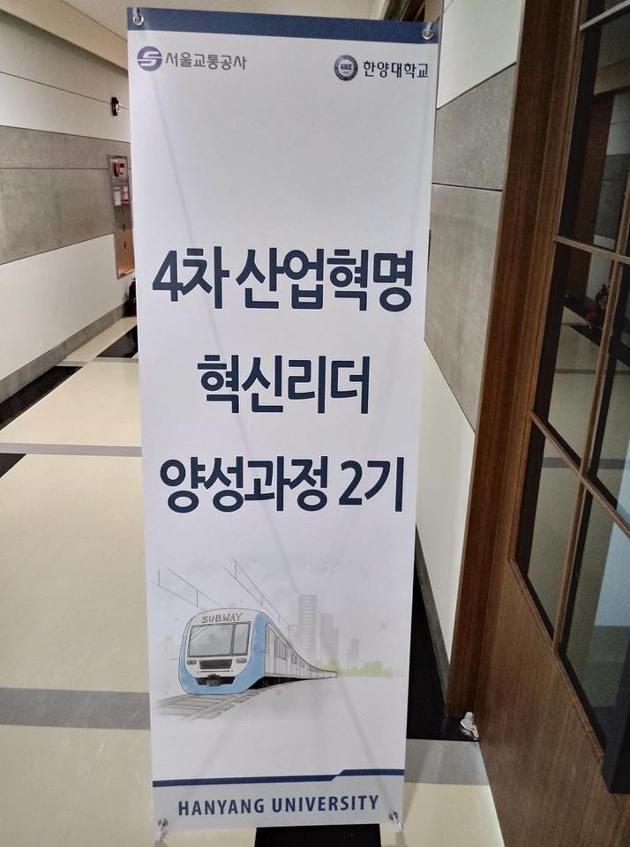 서울교통공사 한양대학교
4차 산업혁명
혁신리더
양성과정 2기
SUBWAY
HANYANG UNIVERSITY